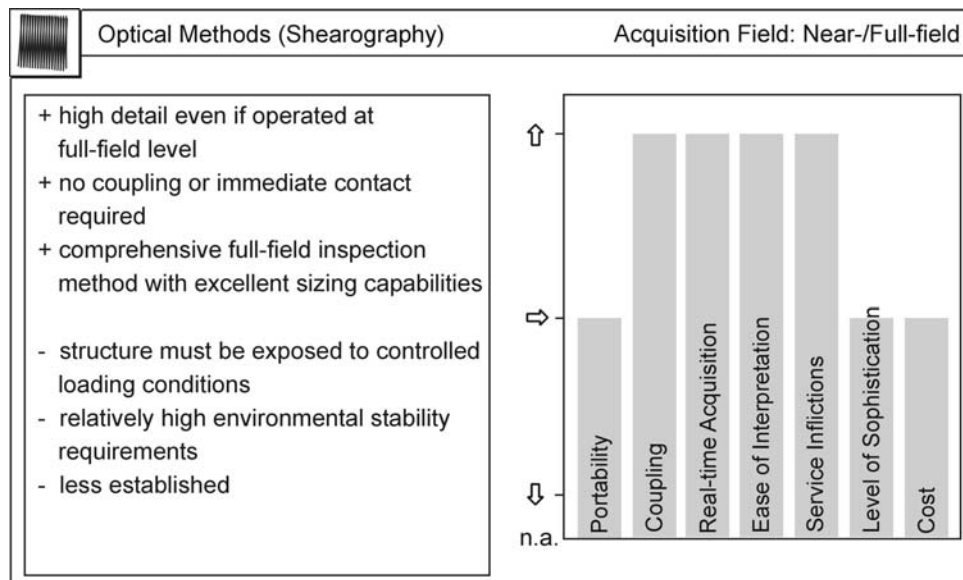 Optical Methods (Shearography)
Acquisition Field: Near-/Full-field
+ high detail even if operated at
full-field level
+ no coupling or immediate contact
required
+ comprehensive full-field inspection
method with excellent sizing capabilities
- structure must be exposed to controlled
loading conditions
- relatively high environmental stability
requirements
- less established
n.a.
Portability
Coupling
Real-time Acquisition
Ease of Interpretation
Service Inflictions
Level of Sophistication
Cost